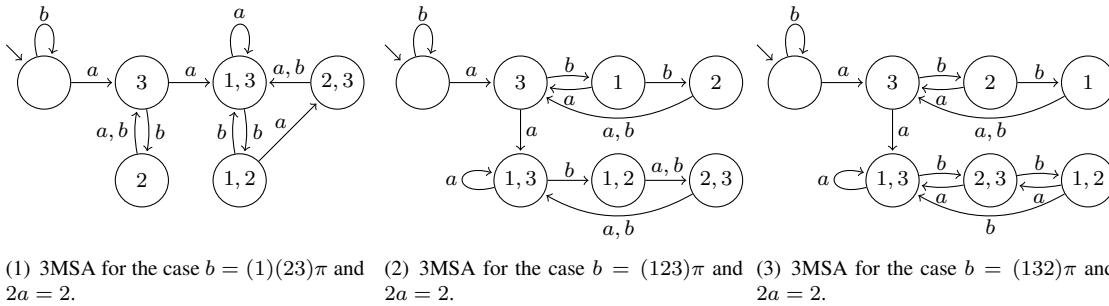 b
a
3
a
1,3
a
a, b
2,3
a, b
b
b
b
a
2
1,2
b
a
3
b
a
1
b
2
a, b
a
a
1,3
b
1,2
a, b
2,3
a, b
b
a
3
b
a
2
b
1
a, b
a
a
1,3
b
a
2,3
b
a
1,2
b
(1) 3MSA for the case b = (1)(23)π and
2a = 2.
(2) 3MSA for the case b = (123)π and
2a = 2.
(3) 3MSA for the case b = (132)π and
2a = 2.